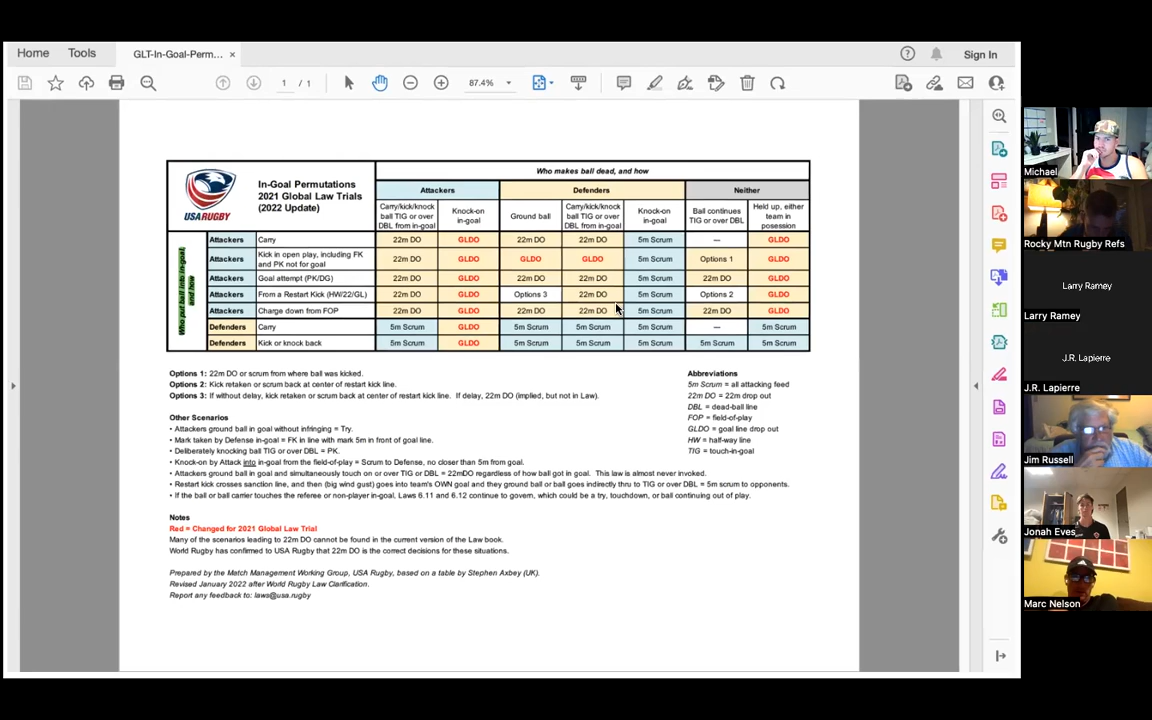 Home Tools GLT-In-Goal-Perm... × Sign In
1 / 1 87.4%
USA RUGBY
In-Goal Permutations
2021 Global Law Trials
(2022 Update)
Who makes ball dead, and how
Attackers Defenders Neither
Carry/kick/knock ball TIG or over DBL from in-goal
Knock-on in-goal
Ground ball
Carry/kick/knock ball TIG or over DBL from in-goal
Knock-on in-goal
Ball continues TIG or over DBL
Held up, either team in posession
Who put ball into in-goal, and how
Attackers Carry 22m DO GLDO 22m DO 22m DO 5m Scrum --- GLDO
Attackers Kick in open play, including FK and PK not for goal 22m DO GLDO GLDO GLDO 5m Scrum Options 1 GLDO
Attackers Goal attempt (PK/DG) 22m DO GLDO 22m DO 22m DO 5m Scrum 22m DO GLDO
Attackers From a Restart Kick (HW/22/GL) 22m DO GLDO Options 3 22m DO 5m Scrum Options 2 GLDO
Attackers Charge down from FOP 22m DO GLDO 22m DO 22m DO 5m Scrum 22m DO GLDO
Defenders Carry 5m Scrum GLDO 5m Scrum 5m Scrum 5m Scrum --- 5m Scrum
Defenders Kick or knock back 5m Scrum GLDO 5m Scrum 5m Scrum 5m Scrum 5m Scrum 5m Scrum
Options 1: 22m DO or scrum from where ball was kicked.
Options 2: Kick retaken or scrum back at center of restart kick line.
Options 3: If without delay, kick retaken or scrum back at center of restart kick line. If delay, 22m DO (implied, but not in Law).
Other Scenarios
• Attackers ground ball in goal without infringing = Try.
• Mark taken by Defense in-goal = FK in line with mark 5m in front of goal line.
• Deliberately knocking ball TIG or over DBL = PK.
• Knock-on by Attack into in-goal from the field-of-play = Scrum to Defense, no closer than 5m from goal.
• Attackers ground ball in goal and simultaneously touch on or over TIG or DBL = 22mDO regardless of how ball got in goal. This law is almost never invoked.
• Restart kick crosses sanction line, and then (big wind gust) goes into team's OWN goal and they ground ball or ball goes indirectly thru to TIG or over DBL = 5m scrum to opponents.
• If the ball or ball carrier touches the referee or non-player in-goal, Laws 6.11 and 6.12 continue to govern, which could be a try, touchdown, or ball continuing out of play.
Abbreviations
5m Scrum = all attacking feed
22m DO = 22m drop out
DBL = dead-ball line
FOP = field-of-play
GLDO = goal line drop out
HW = half-way line
TIG = touch-in-goal
Notes
Red = Changed for 2021 Global Law Trial
Many of the scenarios leading to 22m DO cannot be found in the current version of the Law book.
World Rugby has confirmed to USA Rugby that 22m DO is the correct decisions for these situations.
Prepared by the Match Management Working Group, USA Rugby, based on a table by Stephen Axbey (UK).
Revised January 2022 after World Rugby Law Clarification.
Report any feedback to: laws@usa.rugby
Michael
Rocky Mtn Rugby Refs
Larry Ramey
Larry Ramey
J.R. Lapierre
J.R. Lapierre
Jim Russell
Jonah Eves
Marc Nelson